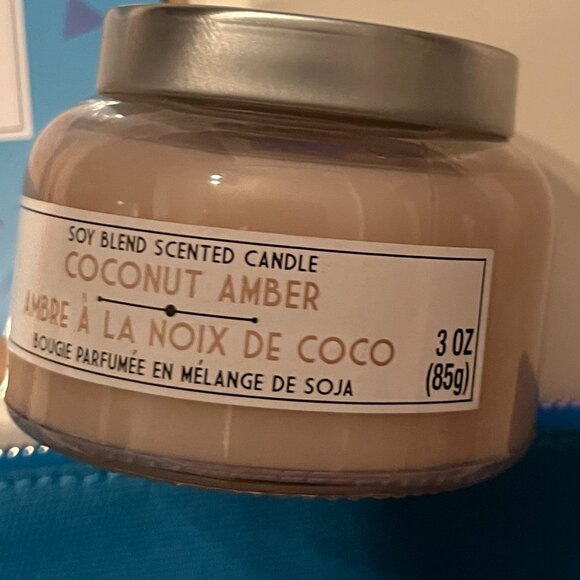 SOY BLEND SCENTED CANDLE
COCONUT AMBER
AMBRE À LA NOIX DE COCO
BOUGIE PARFUMÉE EN MÉLANGE DE SOJA
3 OZ
(85g)